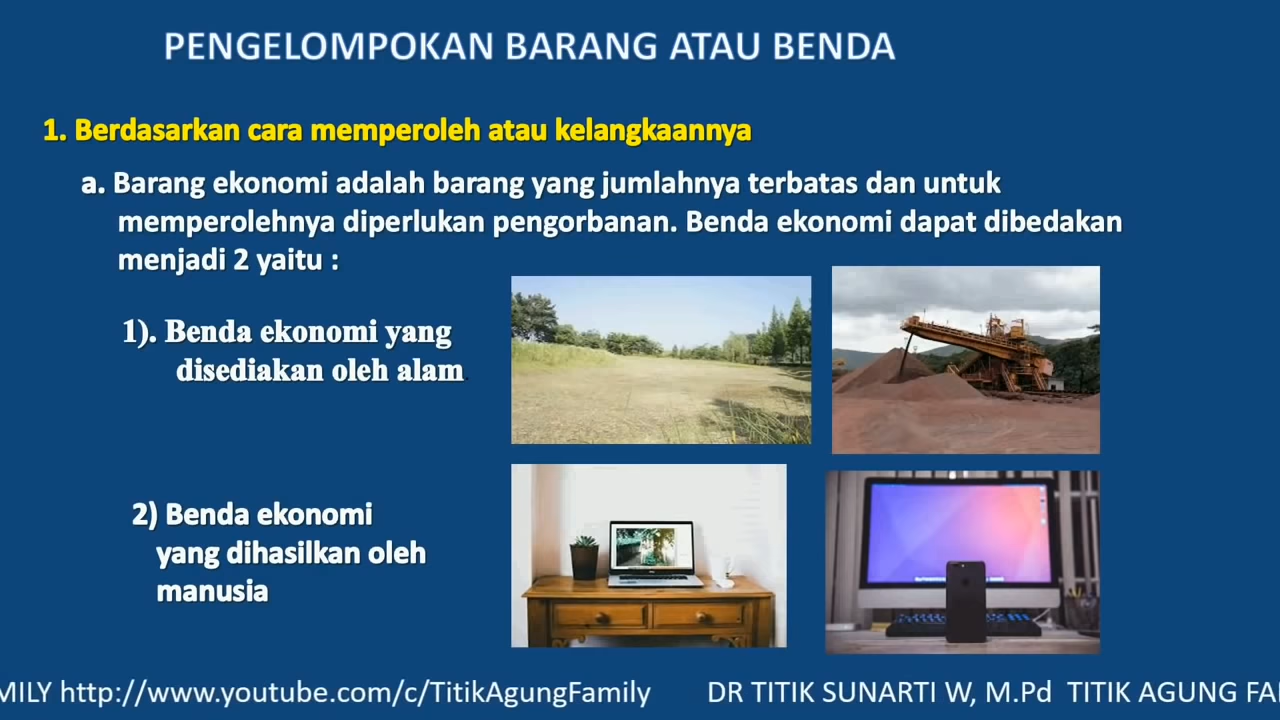 PENGELOMPOKAN BARANG ATAU BENDA
1. Berdasarkan cara memperoleh atau kelangkaannya
a. Barang ekonomi adalah barang yang jumlahnya terbatas dan untuk
memperolehnya diperlukan pengorbanan. Benda ekonomi dapat dibedakan
menjadi 2 yaitu :
1). Benda ekonomi yang
disediakan oleh alam.
2) Benda ekonomi
yang dihasilkan oleh
manusia
MILY http://www.youtube.com/c/TitikAgungFamily DR TITIK SUNARTI W, M.Pd TITIK AGUNG FA